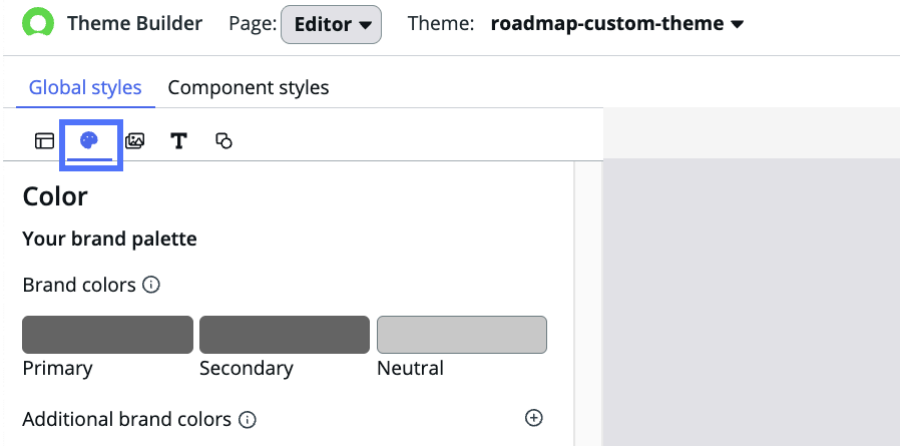 Theme Builder Page: Editor Theme: roadmap-custom-theme
Global styles Component styles
T
Color
Your brand palette
Brand colors
Primary Secondary Neutral
Additional brand colors